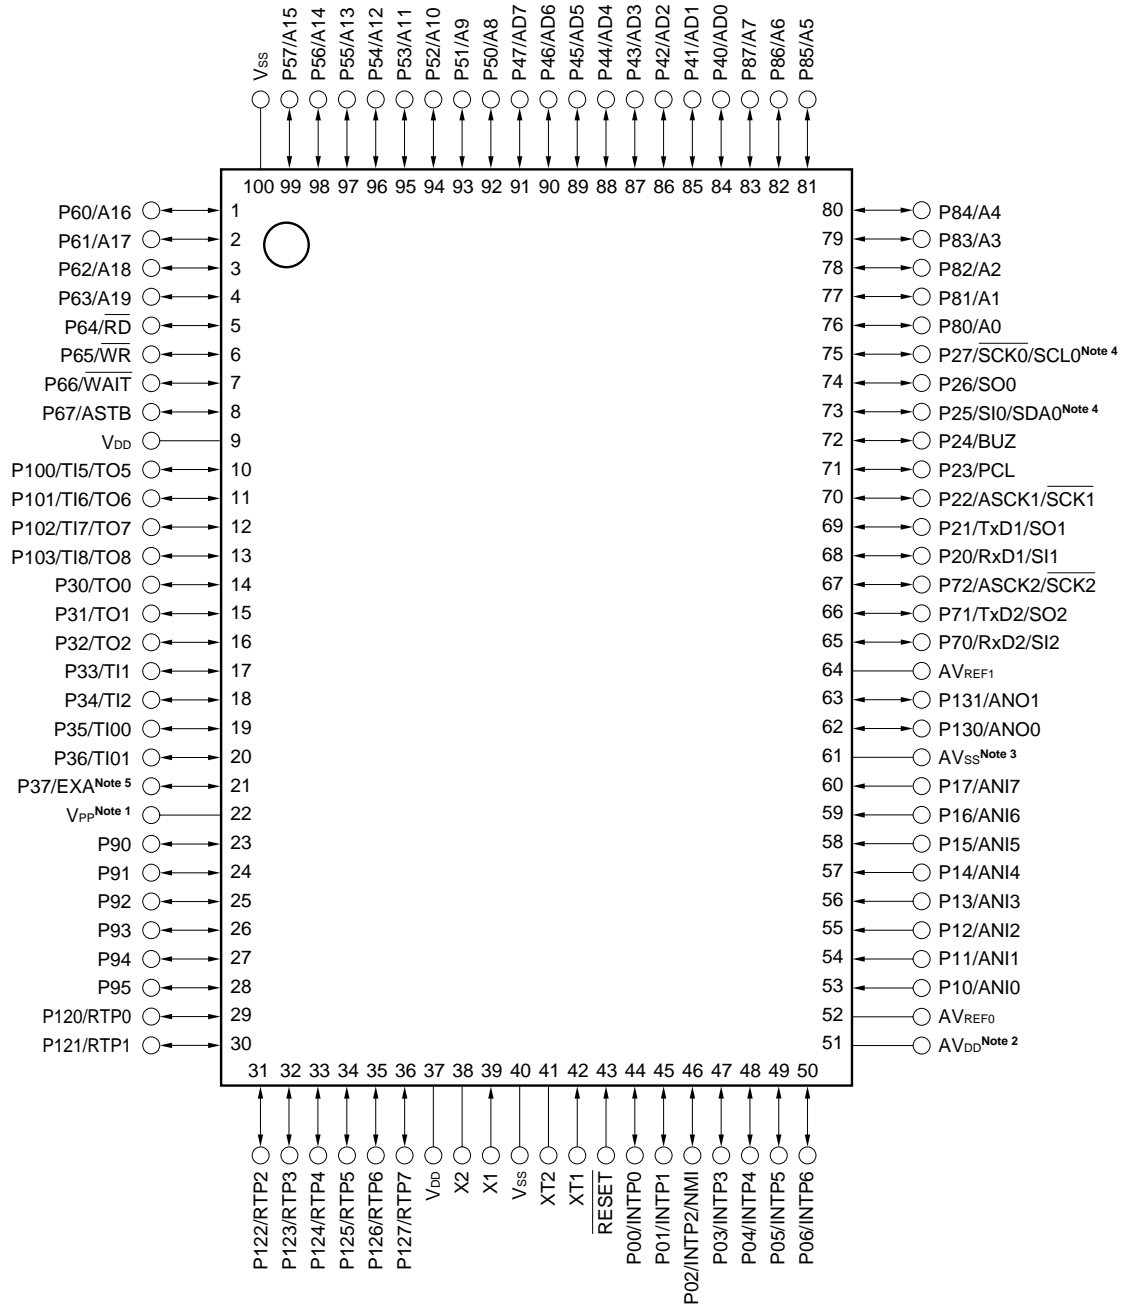 VSS
P57/A15
P56/A14
P55/A13
P54/A12
P53/A11
P52/A10
P51/A9
P50/A8
P47/AD7
P46/AD6
P45/AD5
P44/AD4
P43/AD3
P42/AD2
P41/AD1
P40/AD0
P87/A7
P86/A6
P85/A5
100 99 98 97 96 95 94 93 92 91 90 89 88 87 86 85 84 83 82 81
P60/A16 1
P61/A17 2
P62/A18 3
P63/A19 4
P64/RD 5
P65/WR 6
P66/WAIT 7
P67/ASTB 8
VDD 9
P100/TI5/TO5 10
P101/TI6/TO6 11
P102/TI7/TO7 12
P103/TI8/TO8 13
P30/TO0 14
P31/TO1 15
P32/TO2 16
P33/TI1 17
P34/TI2 18
P35/TI00 19
P36/TI01 20
P37/EXA Note 5 21
VPP Note 1 22
P90 23
P91 24
P92 25
P93 26
P94 27
P95 28
P120/RTP0 29
P121/RTP1 30
80 P84/A4
79 P83/A3
78 P82/A2
77 P81/A1
76 P80/A0
75 P27/SCK0/SCL0 Note 4
74 P26/SO0
73 P25/SI0/SDA0 Note 4
72 P24/BUZ
71 P23/PCL
70 P22/ASCK1/SCK1
69 P21/TxD1/SO1
68 P20/RxD1/SI1
67 P72/ASCK2/SCK2
66 P71/TxD2/SO2
65 P70/RxD2/SI2
64 AVREF1
63 P131/ANO1
62 P130/ANO0
61 AVSS Note 3
60 P17/ANI7
59 P16/ANI6
58 P15/ANI5
57 P14/ANI4
56 P13/ANI3
55 P12/ANI2
54 P11/ANI1
53 P10/ANI0
52 AVREF0
51 AVDD Note 2
31 32 33 34 35 36 37 38 39 40 41 42 43 44 45 46 47 48 49 50
P122/RTP2
P123/RTP3
P124/RTP4
P125/RTP5
P126/RTP6
P127/RTP7
VDD
X2
X1
VSS
XT2
XT1
RESET
P00/INTP0
P01/INTP1
P02/INTP2/NMI
P03/INTP3
P04/INTP4
P05/INTP5
P06/INTP6